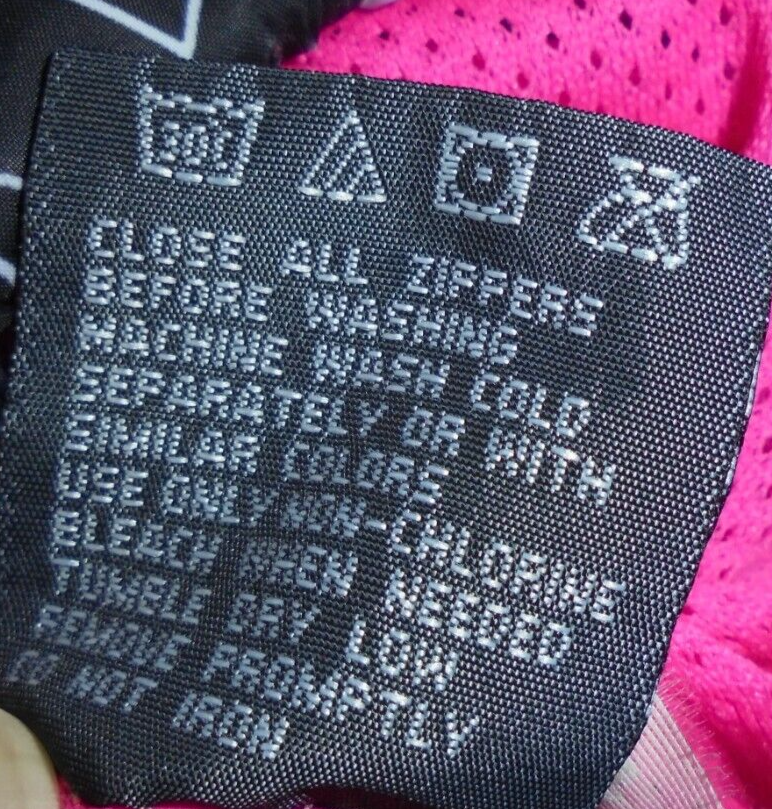 30°
CLOSE ALL ZIPPERS
BEFORE WASHING
MACHINE WASH COLD
SEPARATELY OR WITH
SIMILAR COLORS
USE ONLY NON-CHLORINE
BLEACH WHEN NEEDED
TUMBLE DRY LOW
REMOVE PROMPTLY
DO NOT IRON